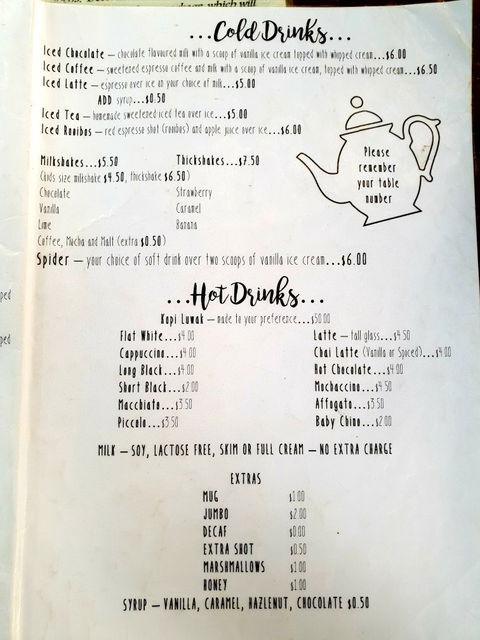 which will
...Cold Drinks...
Iced Chocolate – chocolate flavoured milk with a scoop of vanilla ice cream topped with whipped cream...$6.00
Iced Coffee – sweetened espresso coffee and milk with a scoop of vanilla ice cream, topped with whipped cream...$6.50
Iced Latte – espresso over ice an your choice of milk...$5.00
ADD syrup...$0.50
Iced Tea – homemade sweetened iced tea over ice...$5.00
Iced Rooibos – red espresso shot (rooibos) and apple juice over ice...$6.00
Please
remember
your table
number
Milkshakes...$5.50 Thickshakes...$7.50
(kids size milkshake $4.50, thickshake $6.50)
Chocolate Strawberry
Vanilla Caramel
Lime Banana
Coffee, Mocha and Malt (extra $0.50)
Spider – your choice of soft drink over two scoops of vanilla ice cream...$6.00
...Hot Drinks...
Kopi Luwak – made to your preference...$50.00
Flat White...$4.00 Latte – tall glass...$4.50
Cappuccino...$4.00 Chai Latte (Vanilla or Spiced)...$4.00
Long Black...$4.00 Hot Chocolate...$4.00
Short Black...$2.00 Mochaccino...$4.50
Macchiato...$3.50 Affogato...$3.50
Piccolo...$3.50 Baby Chino...$2.00
MILK – SOY, LACTOSE FREE, SKIM OR FULL CREAM – NO EXTRA CHARGE
EXTRAS
MUG $1.00
JUMBO $2.00
DECAF $0.00
EXTRA SHOT $0.50
MARSHMALLOWS $1.00
HONEY $1.00
SYRUP – VANILLA, CARAMEL, HAZLENUT, CHOCOLATE $0.50
ped
ped